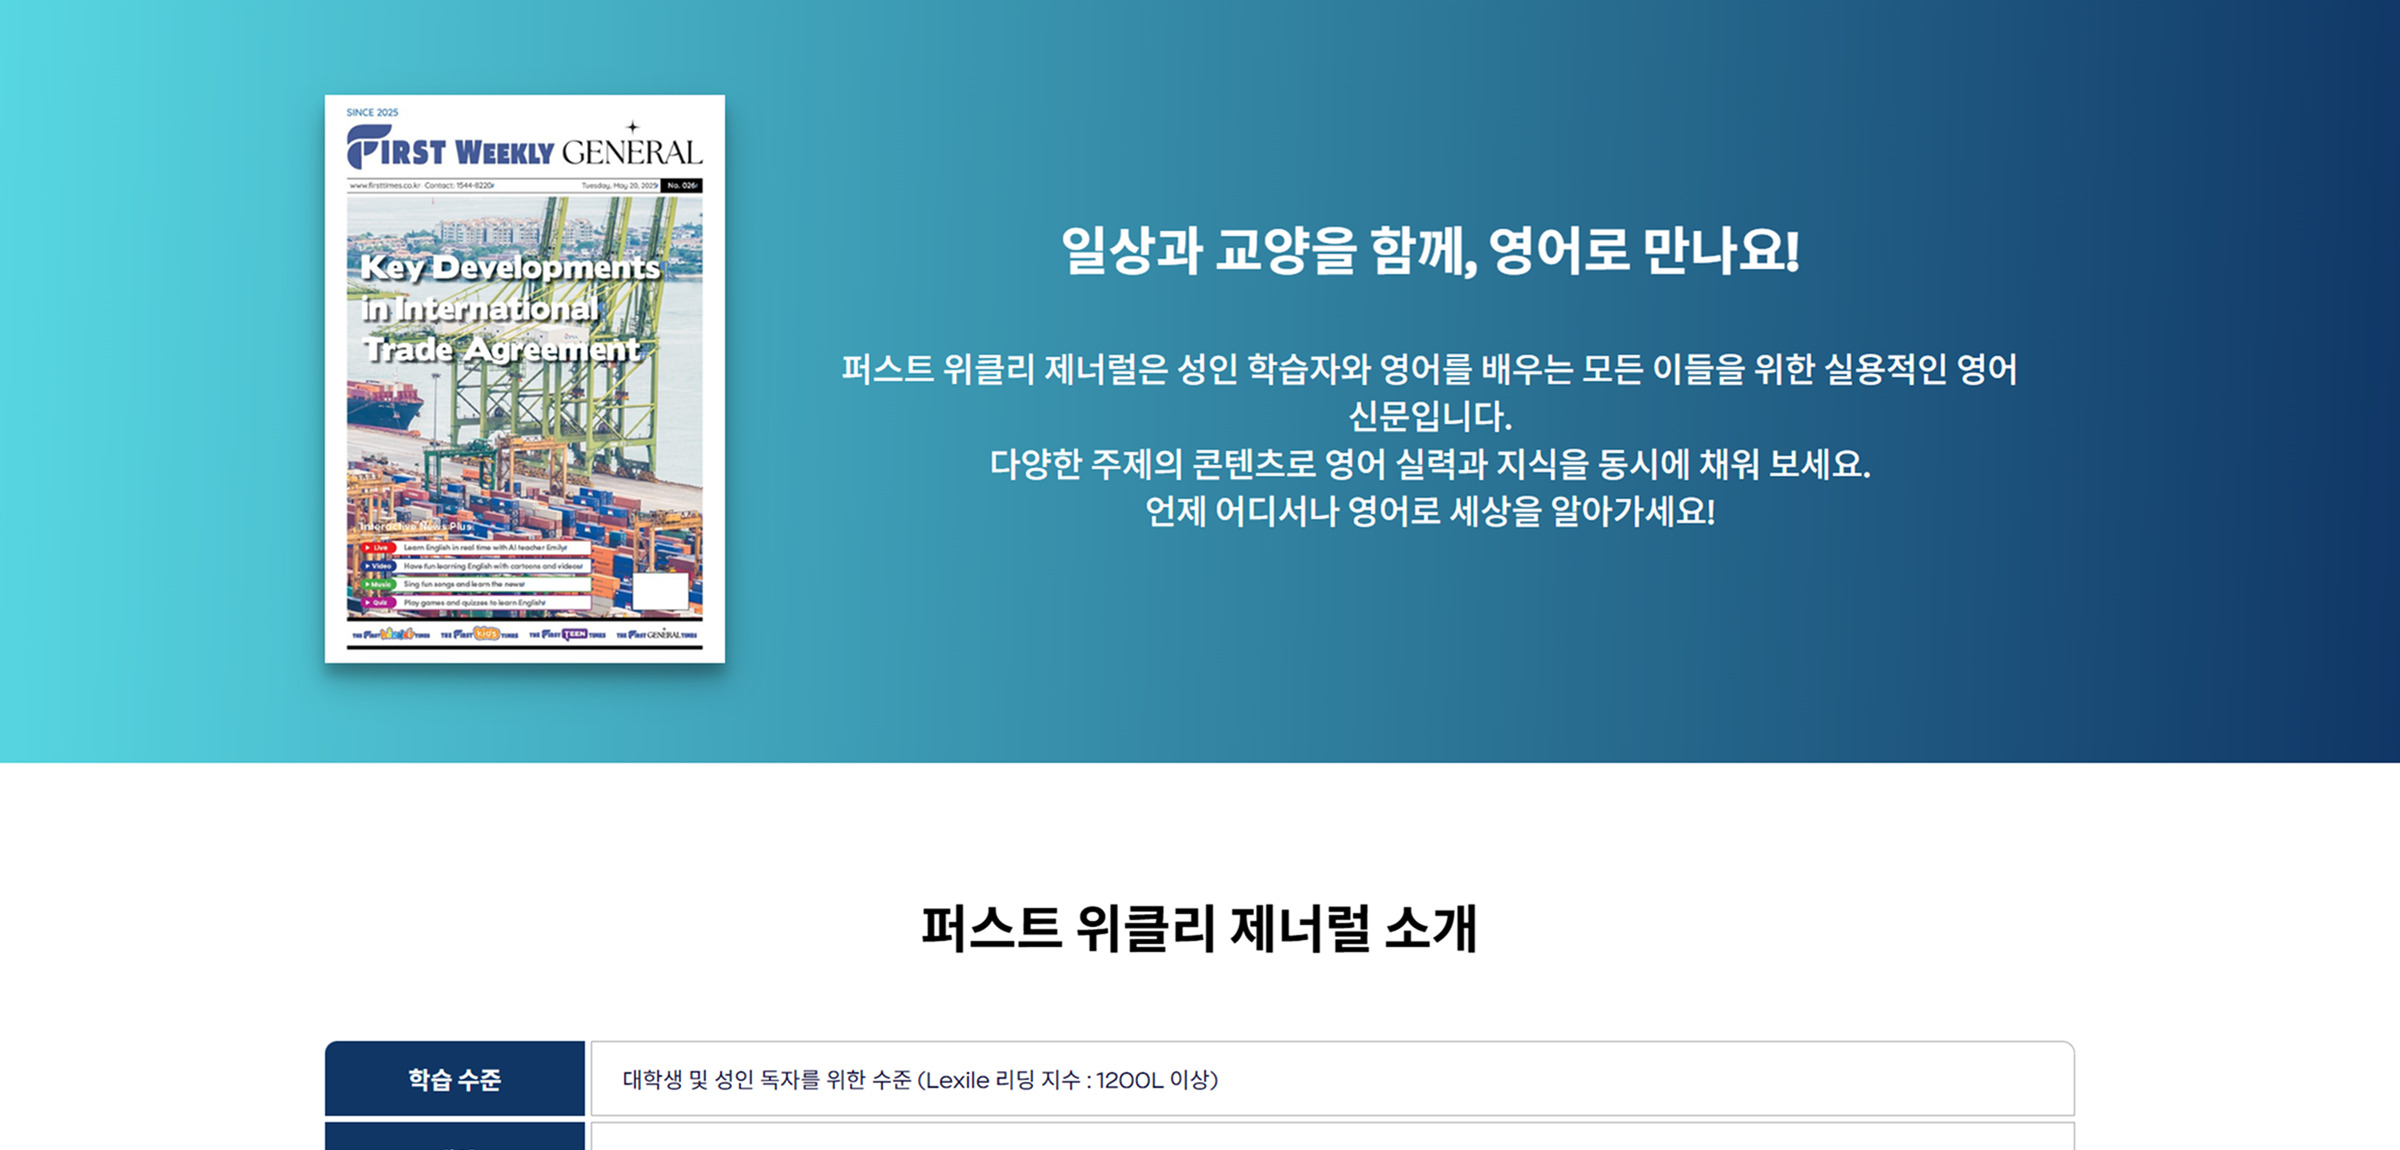 SINCE 2025
FIRST WEEKLY GENERAL
www.firsttimes.co.kr Contact: 1544-8220
Tuesday, May 20, 2025 No. 026
Key Developments
in International
Trade Agreement
Interactive News Plus
Live Learn English in real time with AI teacher Emily!
Video Have fun learning English with cartoons and videos!
Music Sing fun songs and learn the news!
Quiz Play games and quizzes to learn English!
THE FIRST TIMES THE FIRST KIDS TIMES THE FIRST TEEN TIMES THE FIRST GENERAL TIMES
일상과 교양을 함께, 영어로 만나요!
퍼스트 위클리 제너럴은 성인 학습자와 영어를 배우는 모든 이들을 위한 실용적인 영어
신문입니다.
다양한 주제의 콘텐츠로 영어 실력과 지식을 동시에 채워 보세요.
언제 어디서나 영어로 세상을 알아가세요!
퍼스트 위클리 제너럴 소개
학습 수준
대학생 및 성인 독자를 위한 수준 (Lexile 리딩 지수 : 1200L 이상)